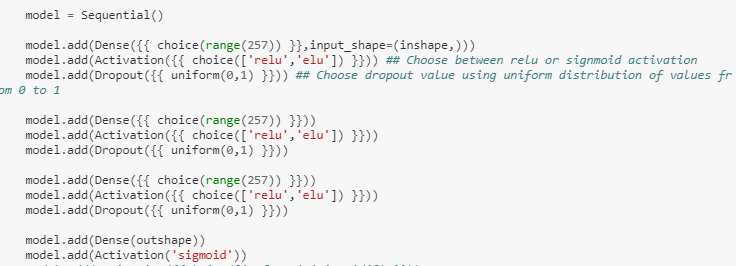 model = Sequential()
model.add(Dense({{ choice(range(257)) }},input_shape=(inshape,)))
model.add(Activation({{ choice(['relu','elu']) }})) ## Choose between relu or signmoid activation
model.add(Dropout({{ uniform(0,1) }})) ## Choose dropout value using uniform distribution of values fr
om 0 to 1
model.add(Dense({{ choice(range(257)) }}))
model.add(Activation({{ choice(['relu','elu']) }}))
model.add(Dropout({{ uniform(0,1) }}))
model.add(Dense({{ choice(range(257)) }}))
model.add(Activation({{ choice(['relu','elu']) }}))
model.add(Dropout({{ uniform(0,1) }}))
model.add(Dense(outshape))
model.add(Activation('sigmoid'))